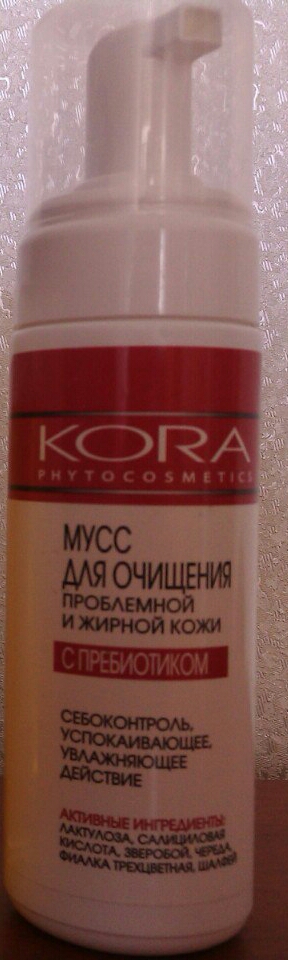 KORA
PHYTOCOSMETICS
МУСС
ДЛЯ ОЧИЩЕНИЯ
ПРОБЛЕМНОЙ
И ЖИРНОЙ КОЖИ
С ПРЕБИОТИКОМ
СЕБОКОНТРОЛЬ,
УСПОКАИВАЮЩЕЕ,
УВЛАЖНЯЮЩЕЕ
ДЕЙСТВИЕ
АКТИВНЫЕ ИНГРЕДИЕНТЫ:
ЛАКТУЛОЗА, САЛИЦИЛОВАЯ
КИСЛОТА, ЗВЕРОБОЙ, ЧЕРЕДА,
ФИАЛКА ТРЕХЦВЕТНАЯ, ШАЛФЕЙ